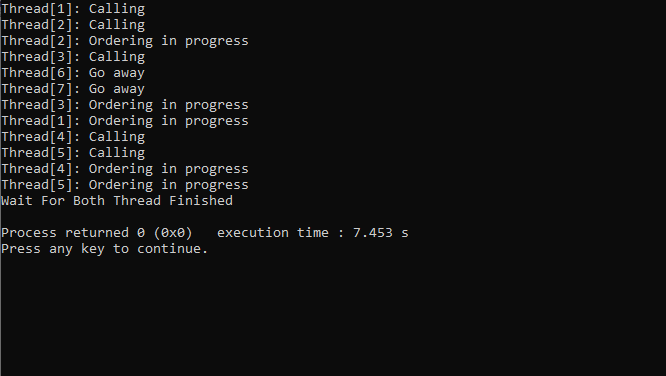 Thread[1]: Calling
Thread[2]: Calling
Thread[2]: Ordering in progress
Thread[3]: Calling
Thread[6]: Go away
Thread[7]: Go away
Thread[3]: Ordering in progress
Thread[1]: Ordering in progress
Thread[4]: Calling
Thread[5]: Calling
Thread[4]: Ordering in progress
Thread[5]: Ordering in progress
Wait For Both Thread Finished
Process returned 0 (0x0)   execution time : 7.453 s
Press any key to continue.